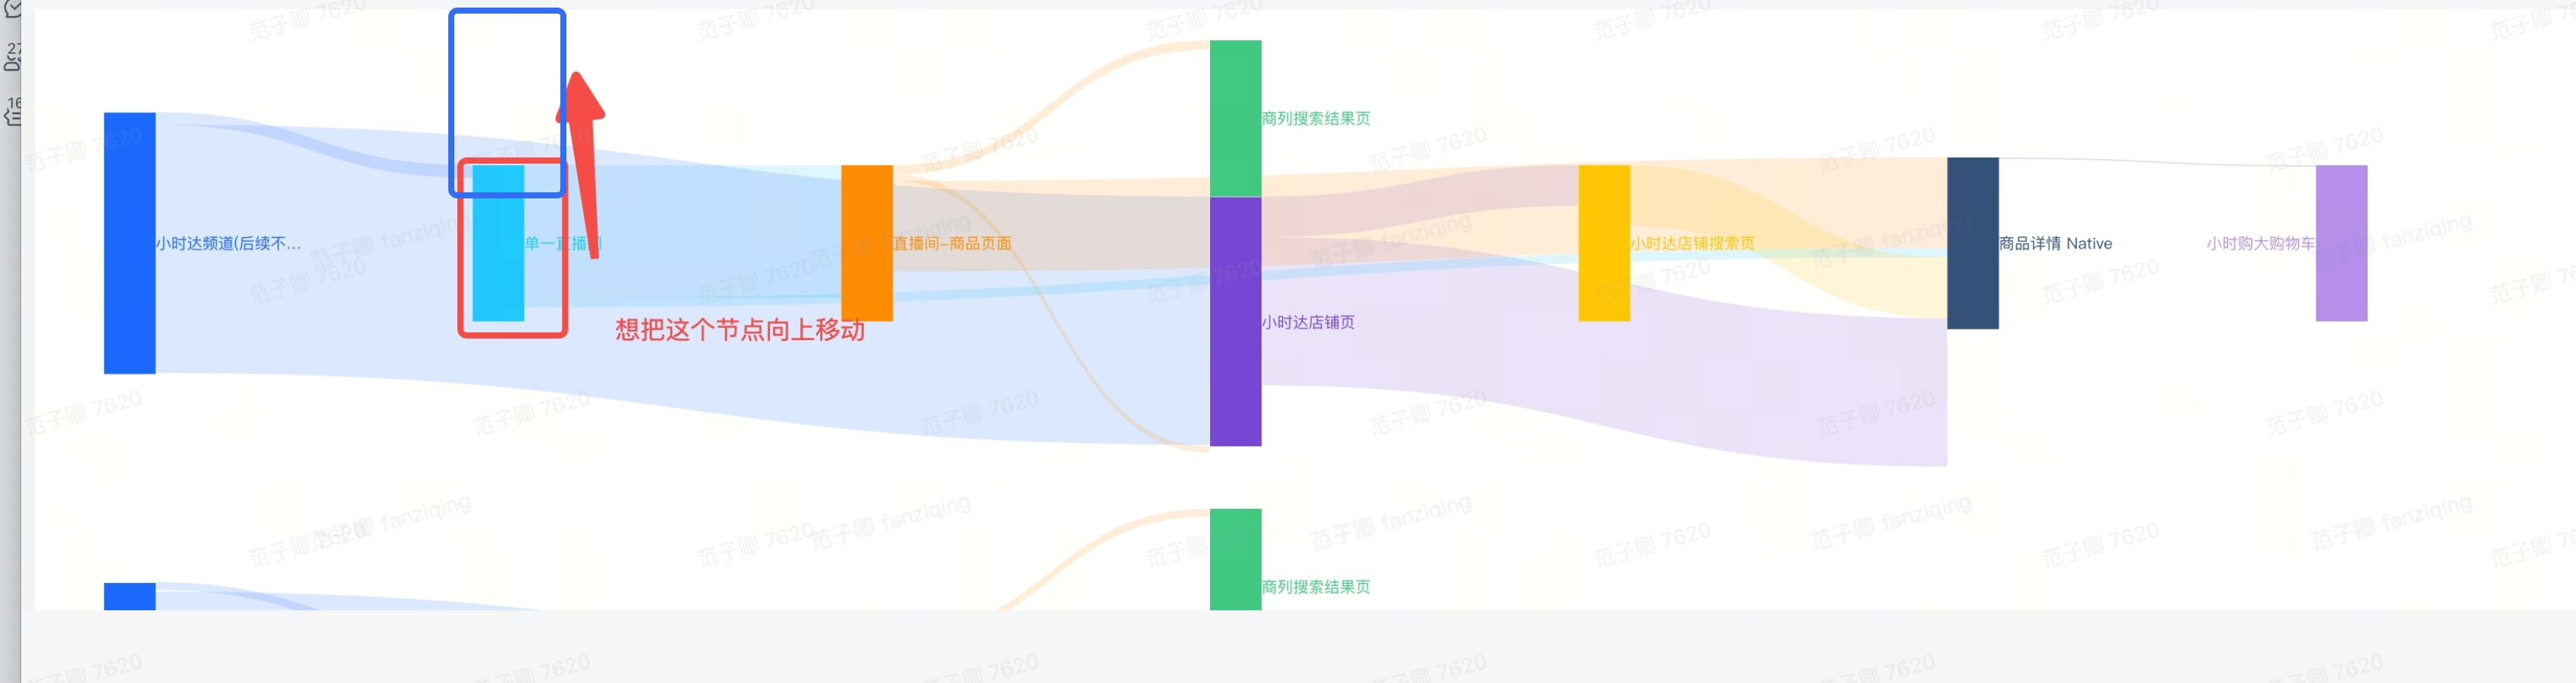 27
16
商列搜索结果页
小时达频道(后续不...
单一直播间
直播间-商品页面
小时达店铺搜索页
商品详情 Native
小时购大购物车
小时达店铺页
想把这个节点向上移动
商列搜索结果页
范子卿 7620
范子卿 fanziqing